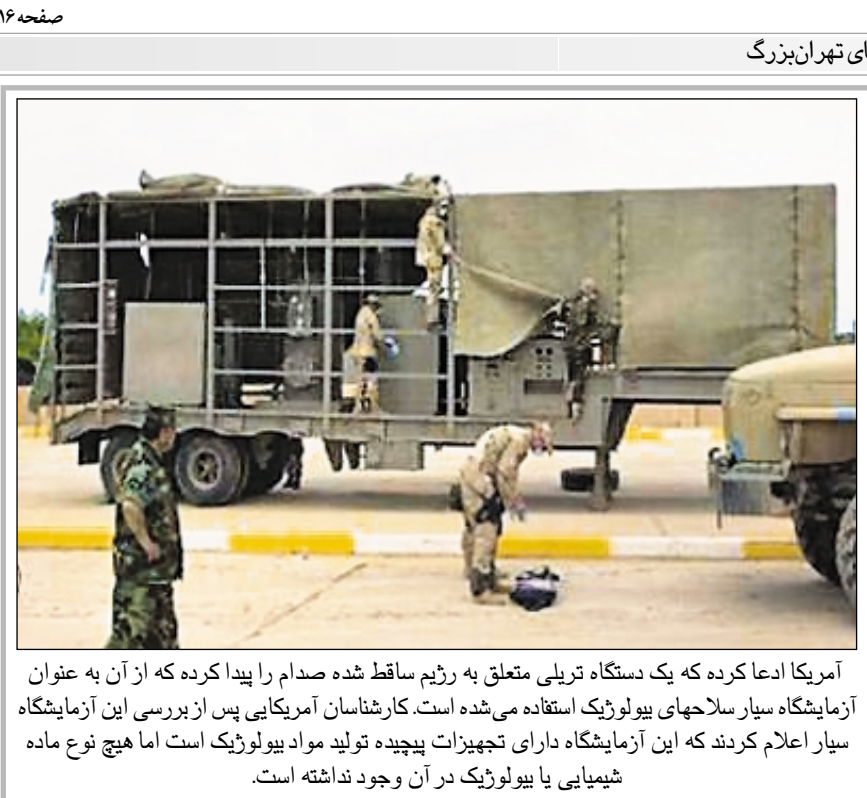 صفحه ۱۶
ای تهران‌بزرگ
آمریکا ادعا کرده که یک دستگاه تریلی متعلق به رژیم ساقط شده صدام را پیدا کرده که از آن به عنوان
آزمایشگاه سیار سلاحهای بیولوژیک استفاده می‌شده است. کارشناسان آمریکایی پس از بررسی این آزمایشگاه
سیار اعلام کردند که این آزمایشگاه دارای تجهیزات پیچیده تولید مواد بیولوژیک است اما هیچ نوع ماده
شیمیایی یا بیولوژیک در آن وجود نداشته است.